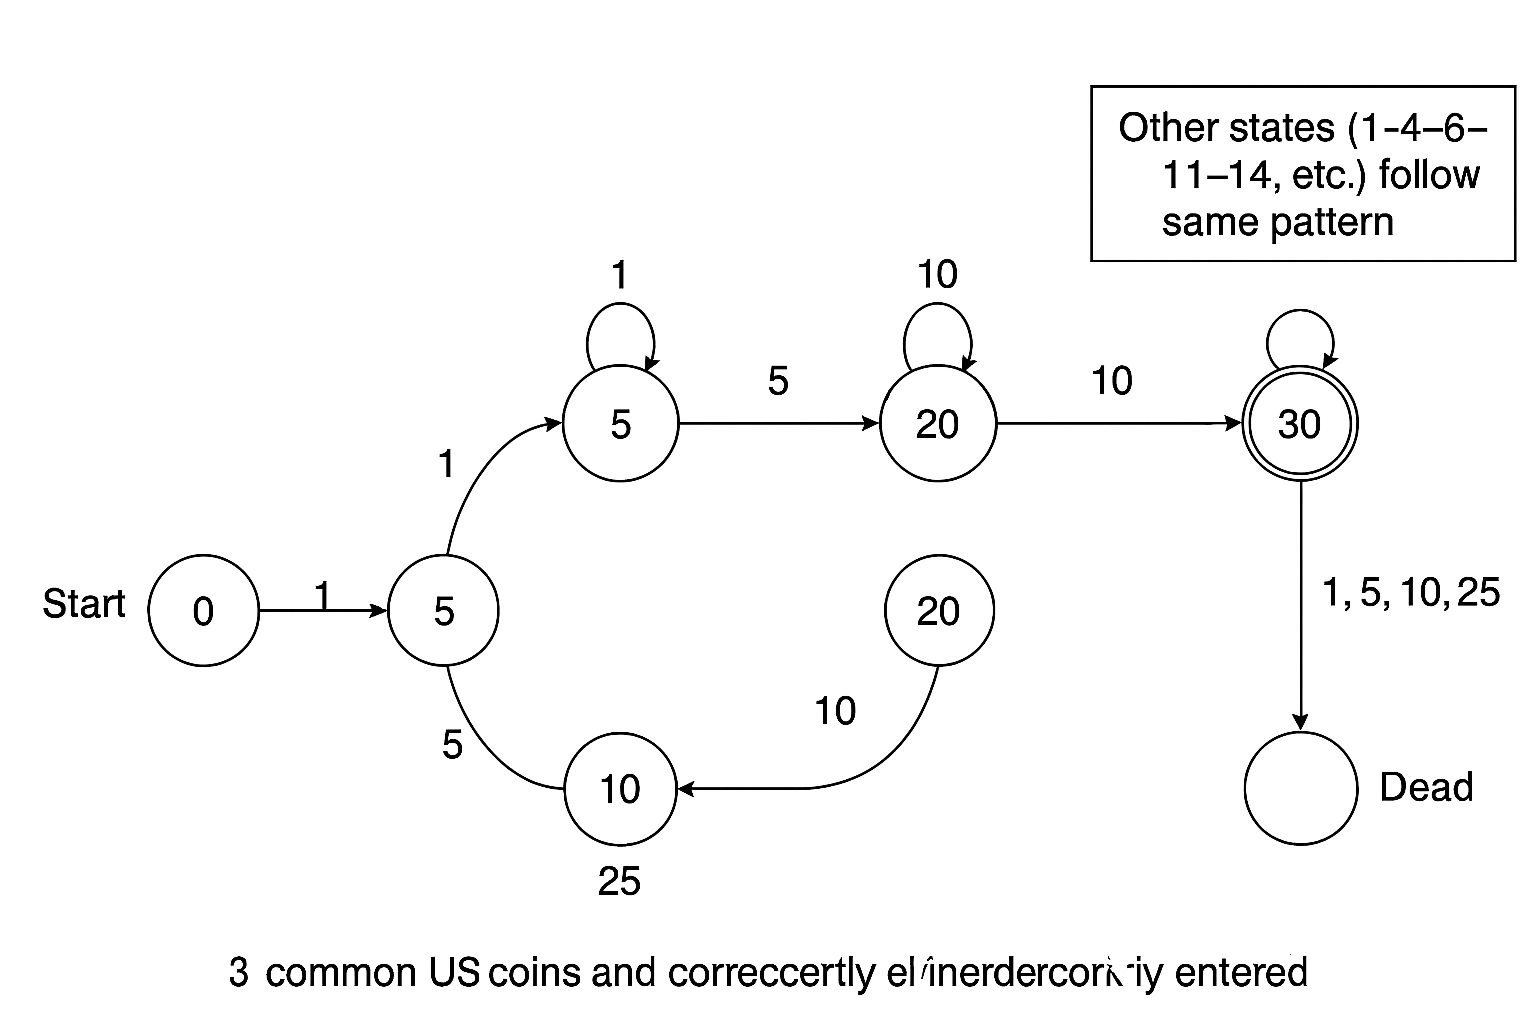 Other states (1-4–6–
11–14, etc.) follow
same pattern
1
10
5
10
5
20
30
1
Start
0
1
5
20
1, 5, 10, 25
5
10
10
Dead
25
3 common US coins and correccertly entered